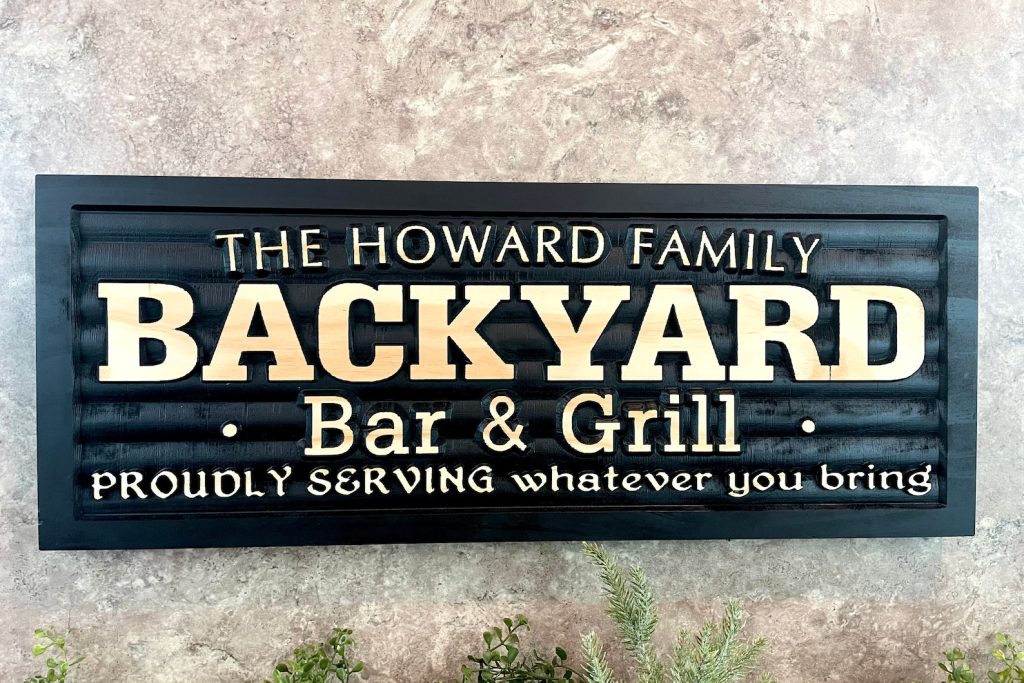 THE HOWARD FAMILY
BACKYARD
• Bar & Grill •
PROUDLY SERVING whatever you bring